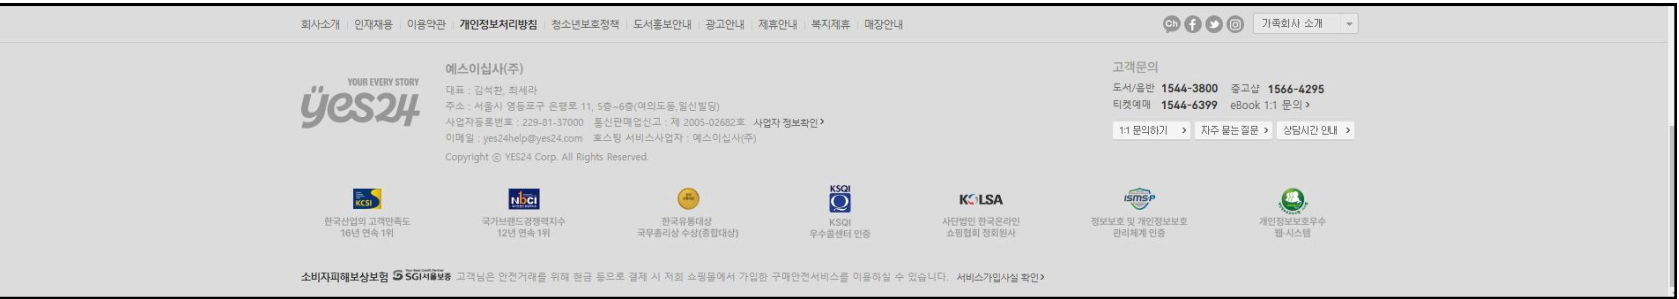 회사소개 인재채용 이용약관 개인정보처리방침 청소년보호정책 도서홍보안내 광고안내 제휴안내 복지제휴 매장안내
Ch
가족회사 소개
YOUR EVERY STORY
yes24
예스이십사(주)
대표 : 김석환, 최세라
주소 : 서울시 영등포구 은행로 11, 5층~6층(여의도동,일신빌딩)
사업자등록번호 : 229-81-37000 통신판매업신고 : 제 2005-02682호 사업자 정보확인>
이메일 : yes24help@yes24.com 호스팅 서비스사업자 : 예스이십사(주)
Copyright ⓒ YES24 Corp. All Rights Reserved.
고객문의
도서/음반 1544-3800 중고샵 1566-4295
티켓예매 1544-6399 eBook 1:1 문의 >
1:1 문의하기 > 자주 묻는 질문 > 상담시간 안내 >
KCSI
한국산업의 고객만족도
16년 연속 1위
NbCI
국가브랜드경쟁력지수
12년 연속 1위
한국유통대상
국무총리상 수상(종합대상)
KSQI
KSQI
우수콜센터 인증
KOLSA
사단법인 한국온라인
쇼핑협회 정회원사
ISMS-P
정보보호 및 개인정보보호
관리체계 인증
개인정보보호우수
웹-시스템
소비자피해보상보험 SGI서울보증 고객님은 안전거래를 위해 현금 등으로 결제 시 저희 쇼핑몰에서 가입한 구매안전서비스를 이용하실 수 있습니다. 서비스가입사실 확인>